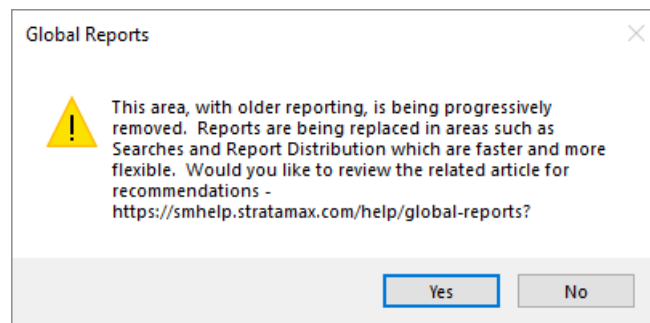 Global Reports
This area, with older reporting, is being progressively
removed.  Reports are being replaced in areas such as
Searches and Report Distribution which are faster and more
flexible.  Would you like to review the related article for
recommendations -
https://smhelp.stratamax.com/help/global-reports?
Yes
No